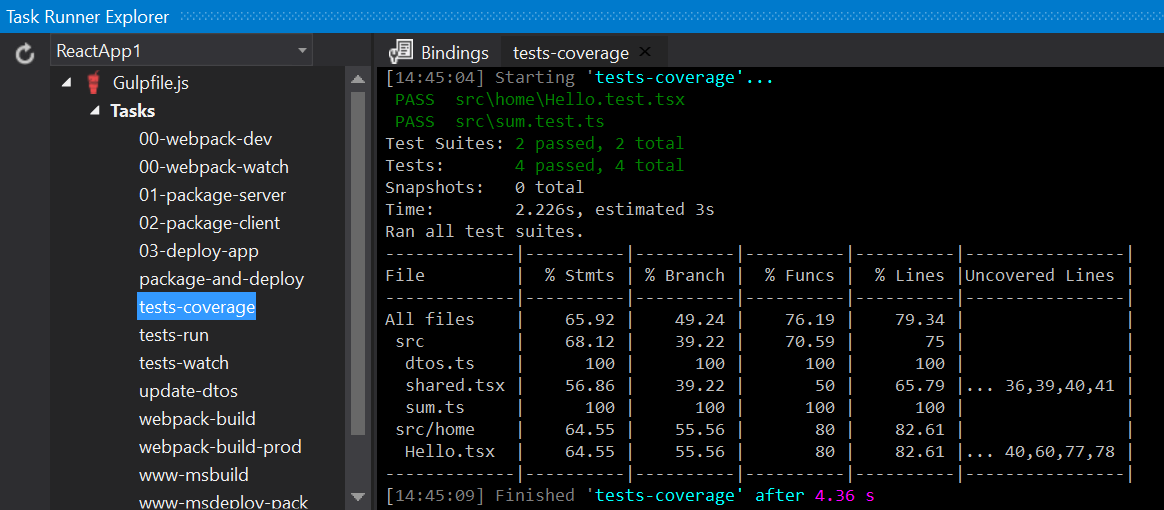 Task Runner Explorer
ReactApp1
Gulpfile.js
Tasks
00-webpack-dev
00-webpack-watch
01-package-server
02-package-client
03-deploy-app
package-and-deploy
tests-coverage
tests-run
tests-watch
update-dtos
webpack-build
webpack-build-prod
www-msbuild
www-msdeploy-pack
Bindings tests-coverage ×
[14:45:04] Starting 'tests-coverage'...
PASS src\home\Hello.test.tsx
PASS src\sum.test.ts
Test Suites: 2 passed, 2 total
Tests: 4 passed, 4 total
Snapshots: 0 total
Time: 2.226s, estimated 3s
Ran all test suites.
-------------|----------|----------|----------|----------|----------------|
File | % Stmts | % Branch | % Funcs | % Lines |Uncovered Lines |
-------------|----------|----------|----------|----------|----------------|
All files | 65.92 | 49.24 | 76.19 | 79.34 | |
src | 68.12 | 39.22 | 70.59 | 75 | |
dtos.ts | 100 | 100 | 100 | 100 | |
shared.tsx | 56.86 | 39.22 | 50 | 65.79 |... 36,39,40,41 |
sum.ts | 100 | 100 | 100 | 100 | |
src/home | 64.55 | 55.56 | 80 | 82.61 | |
Hello.tsx | 64.55 | 55.56 | 80 | 82.61 |... 40,60,77,78 |
-------------|----------|----------|----------|----------|----------------|
[14:45:09] Finished 'tests-coverage' after 4.36 s